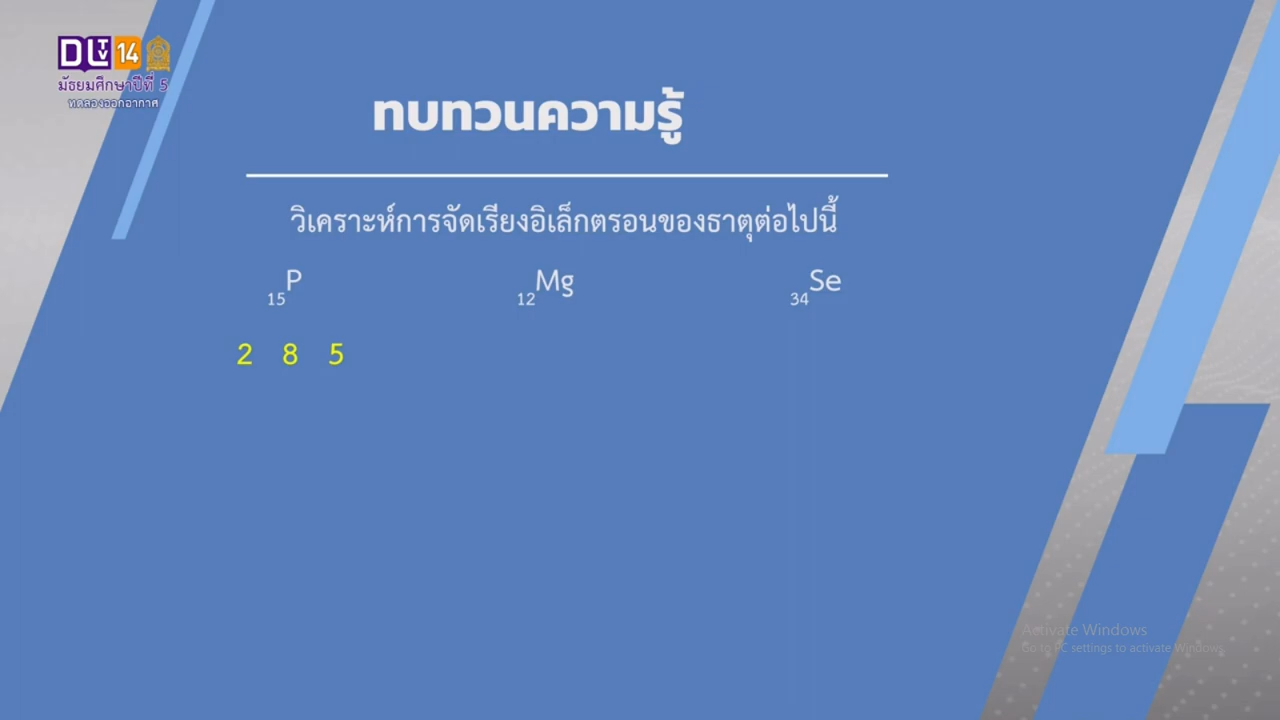 DLTV 14
มัธยมศึกษาปีที่ 5
ทดลองออกอากาศ
ทบทวนความรู้
วิเคราะห์การจัดเรียงอิเล็กตรอนของธาตุต่อไปนี้
15P 12Mg 34Se
2 8 5
Activate Windows
Go to PC settings to activate Windows.